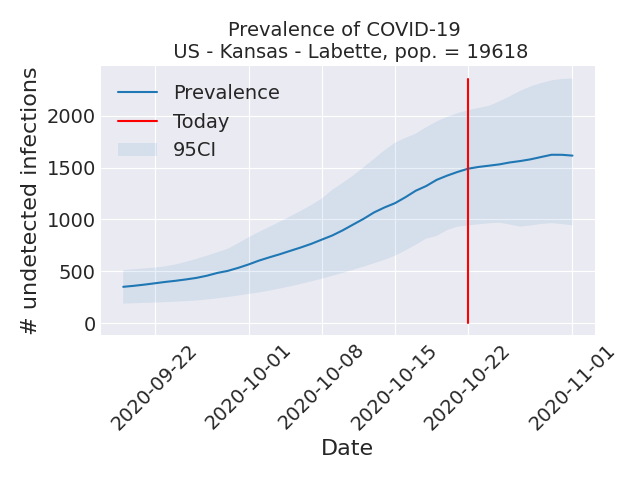 Prevalence of COVID-19
US - Kansas - Labette, pop. = 19618
Prevalence
Today
95CI
# undetected infections
2000
1500
1000
500
0
2020-09-22
2020-10-01
2020-10-08
2020-10-15
2020-10-22
2020-11-01
Date